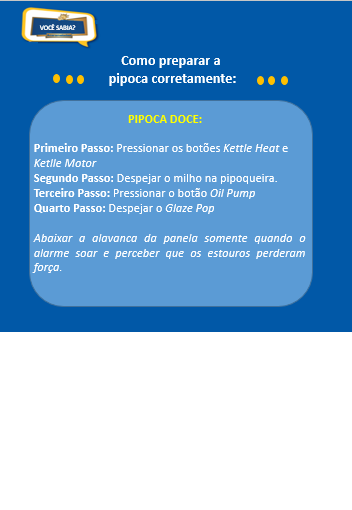 VOCÊ SABIA?
Como preparar a
pipoca corretamente:
PIPOCA DOCE:
Primeiro Passo: Pressionar os botões Kettle Heat e
Ketlle Motor
Segundo Passo: Despejar o milho na pipoqueira.
Terceiro Passo: Pressionar o botão Oil Pump
Quarto Passo: Despejar o Glaze Pop
Abaixar a alavanca da panela somente quando o
alarme soar e perceber que os estouros perderam
força.